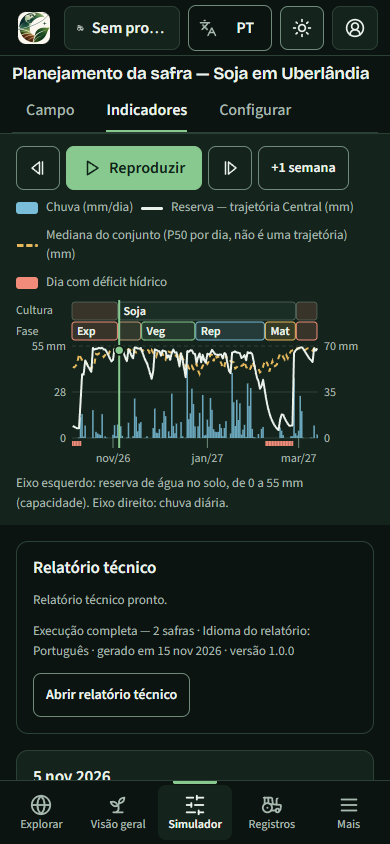 Sem pro...
PT
Planejamento da safra — Soja em Uberlândia
Campo Indicadores Configurar
Reproduzir +1 semana
Chuva (mm/dia) Reserva — trajetória Central (mm)
Mediana do conjunto (P50 por dia, não é uma trajetória)
(mm)
Dia com déficit hídrico
Cultura Soja
Fase Exp Veg Rep Mat
55 mm 70 mm
28 35
0 0
nov/26 jan/27 mar/27
Eixo esquerdo: reserva de água no solo, de 0 a 55 mm
(capacidade). Eixo direito: chuva diária.
Relatório técnico
Relatório técnico pronto.
Execução completa — 2 safras · Idioma do relatório:
Português · gerado em 15 nov 2026 · versão 1.0.0
Abrir relatório técnico
5 nov 2026
Explorar Visão geral Simulador Registros Mais